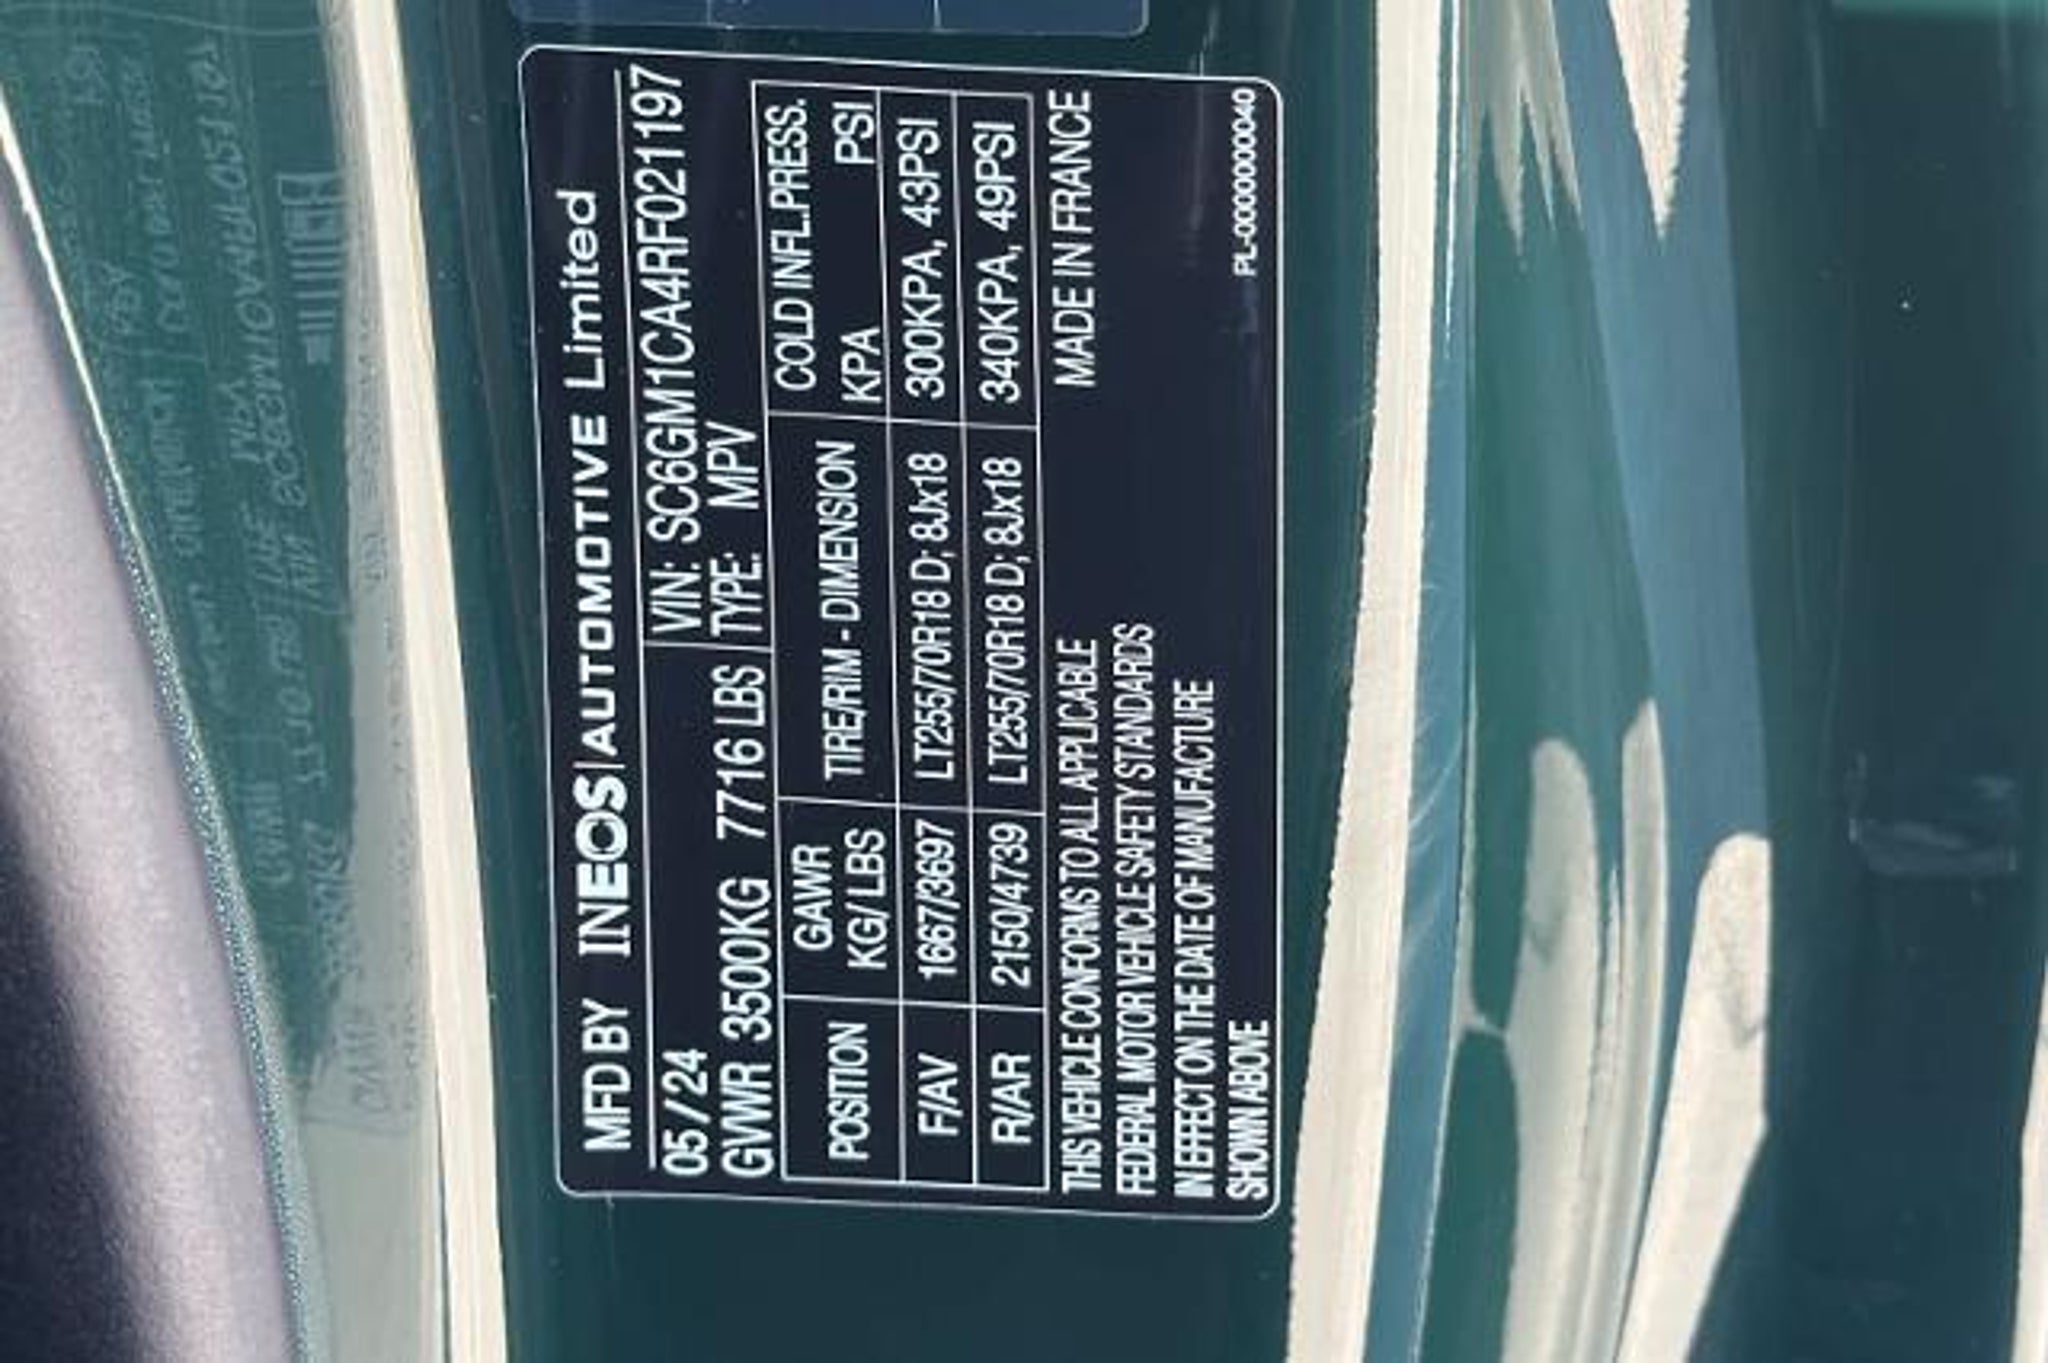 MFD BY INEOS|AUTOMOTIVE Limited
05/24 VIN: SC6GM1CA4RF021197
GVWR 3500KG 7716 LBS TYPE: MPV
POSITION GAWR KG/LBS TIRE/RIM - DIMENSION COLD INFL.PRESS. KPA PSI
F/AV 1667/3697 LT255/70R18 D; 8Jx18 300KPA, 43PSI
R/AR 2150/4739 LT255/70R18 D; 8Jx18 340KPA, 49PSI
THIS VEHICLE CONFORMS TO ALL APPLICABLE MADE IN FRANCE
FEDERAL MOTOR VEHICLE SAFETY STANDARDS
IN EFFECT ON THE DATE OF MANUFACTURE
SHOWN ABOVE PL-0000000040